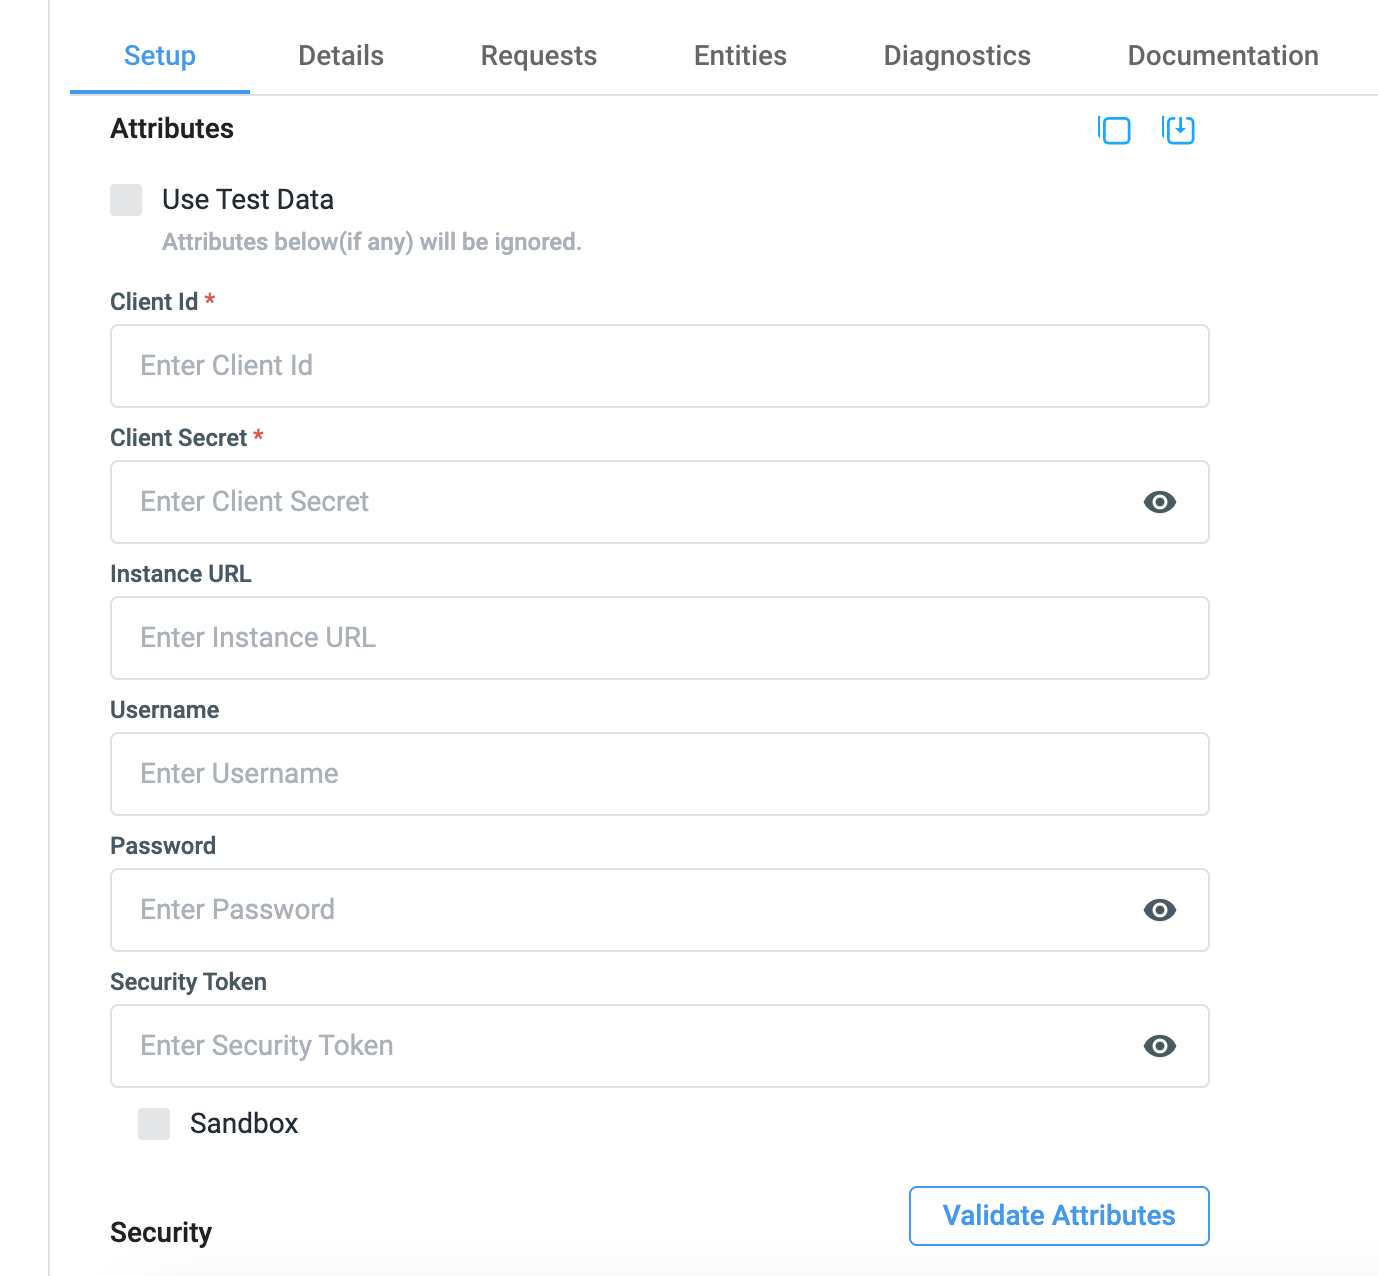 Setup Details Requests Entities Diagnostics Documentation
Attributes
Use Test Data
Attributes below(if any) will be ignored.
Client Id *
Enter Client Id
Client Secret *
Enter Client Secret
Instance URL
Enter Instance URL
Username
Enter Username
Password
Enter Password
Security Token
Enter Security Token
Sandbox
Validate Attributes
Security